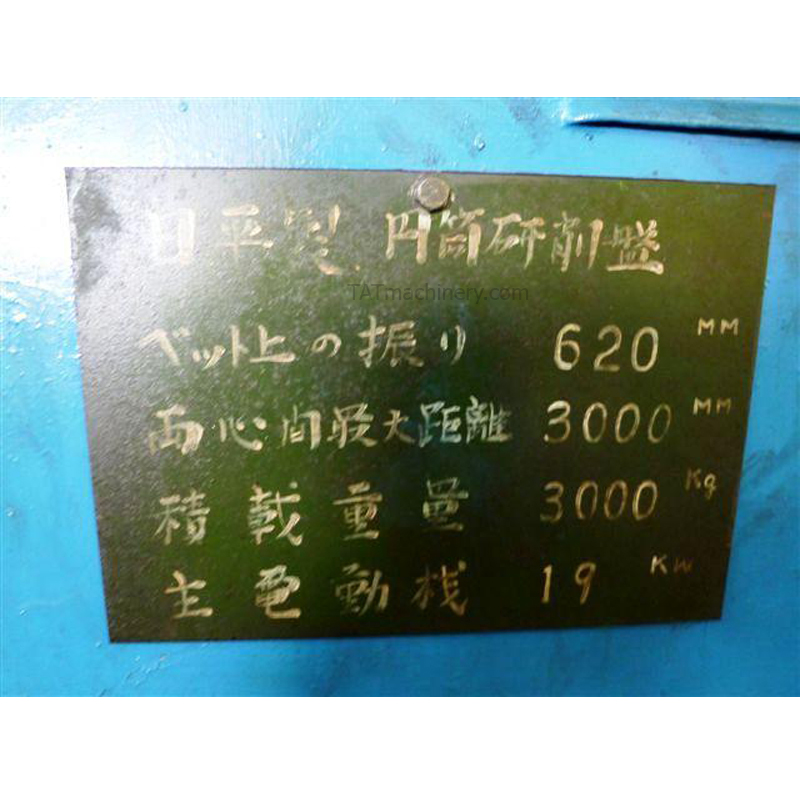 日平製 円筒研削盤
TATmachinery.com
ベット上の振り 620 MM
両心间最大距離 3000 MM
積載重量 3000 Kg
主電動桟 19 KW